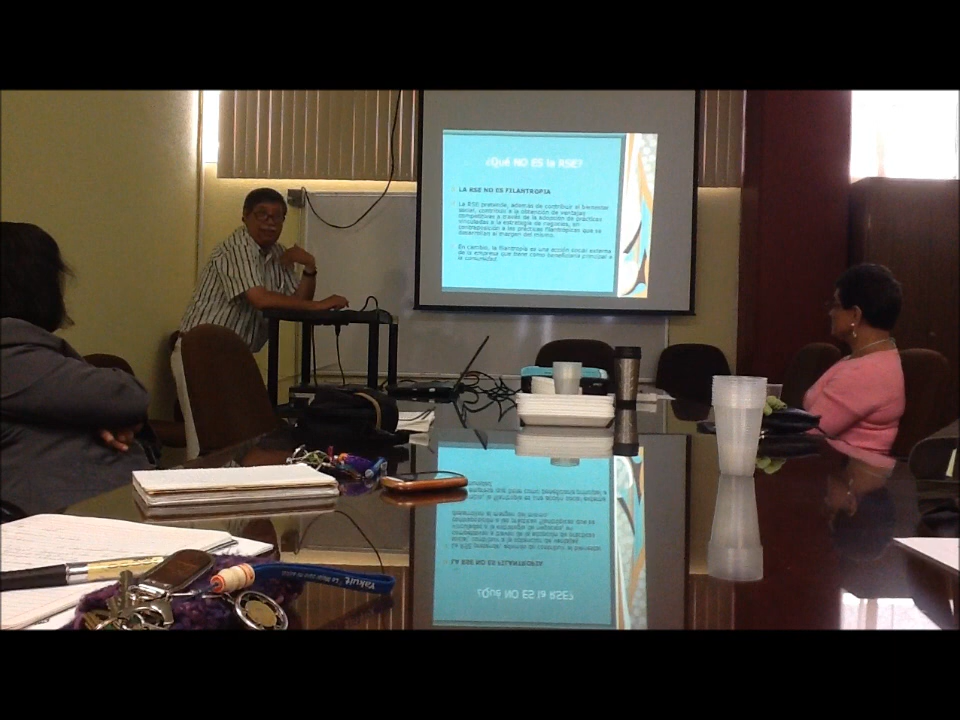 ¿Qué NO ES la RSE?
LA RSE NO ES FILANTROPIA
La RSE pretende, además de contribuir al bienestar
social, contribuir a la obtención de ventajas
competitivas a través de la adopción de prácticas
vinculadas a la estrategia de negocios, en
contraposición a las prácticas filantrópicas que se
desarrollan al margen del mismo.
En cambio, la filantropía es una acción social externa
de la empresa que tiene como beneficiaria principal a
la comunidad.
Yakult